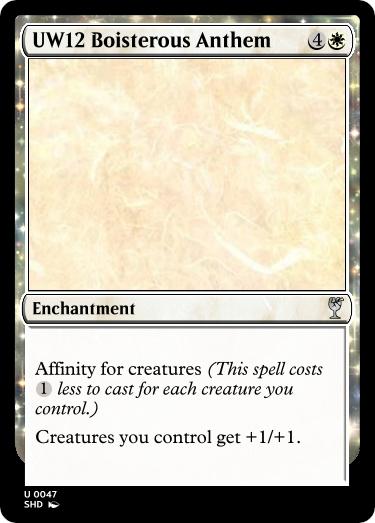 UW12 Boisterous Anthem 4
Enchantment
Affinity for creatures (This spell costs
1 less to cast for each creature you
control.)
Creatures you control get +1/+1.
U 0047
SHD